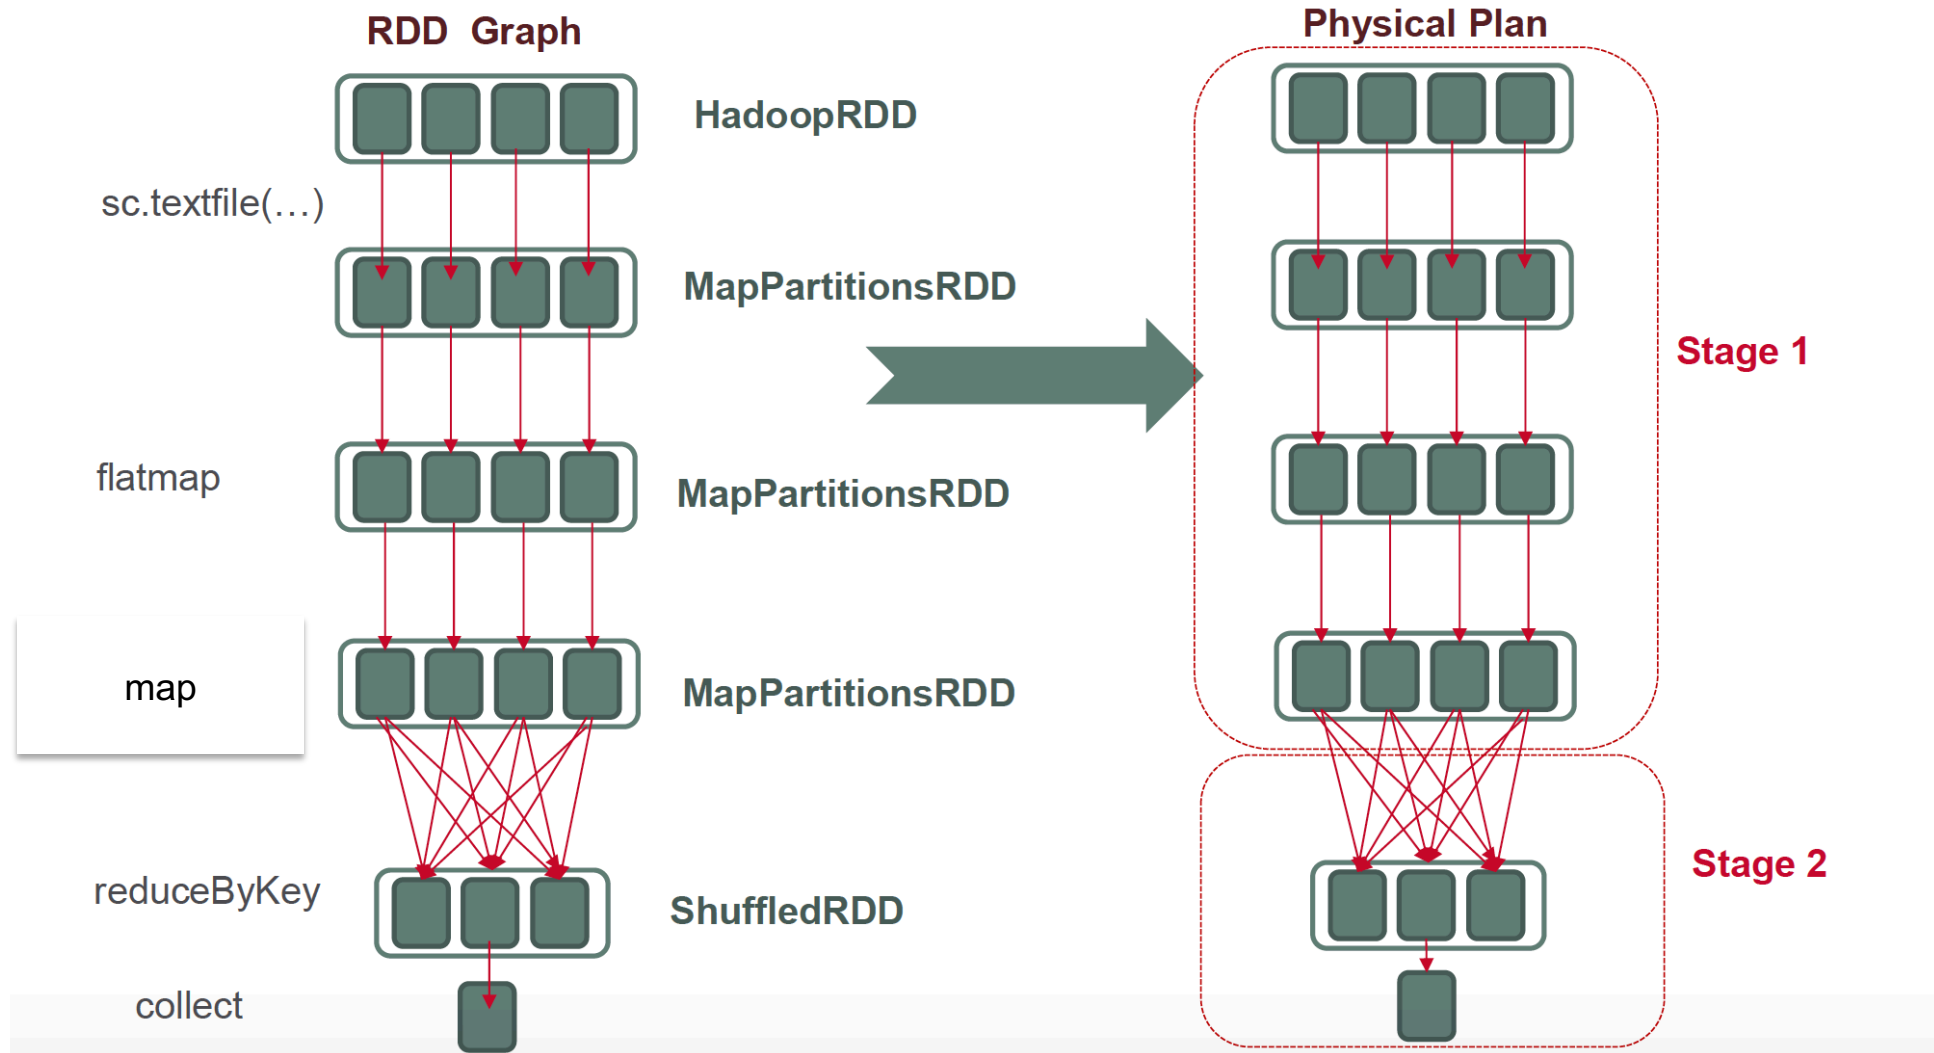 RDD Graph
Physical Plan
HadoopRDD
sc.textfile(…)
MapPartitionsRDD
Stage 1
flatmap
MapPartitionsRDD
map
MapPartitionsRDD
Stage 2
reduceByKey
ShuffledRDD
collect